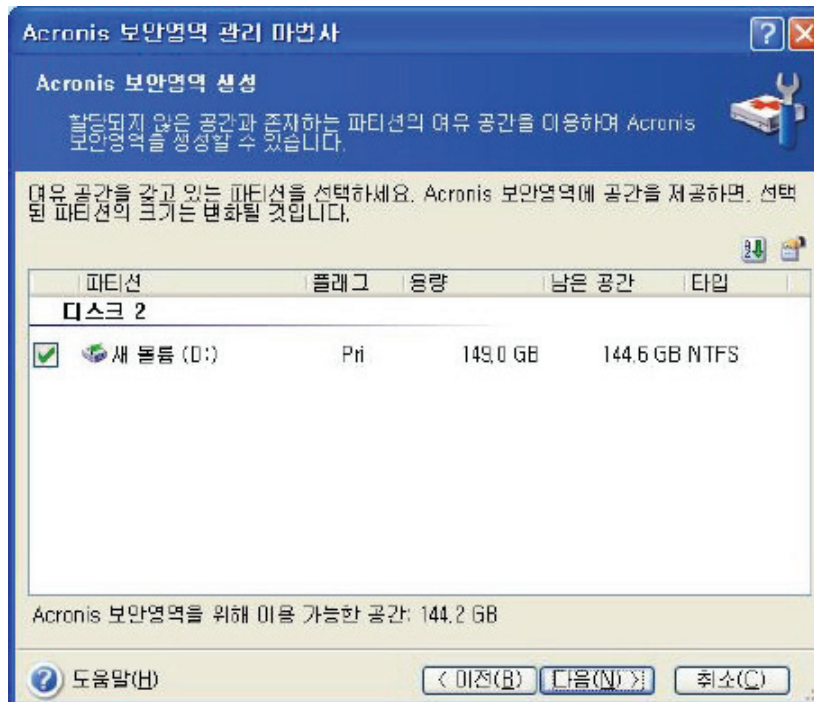 Acronis 보안영역 관리 마법사
Acronis 보안영역 생성
할당되지 않은 공간과 존재하는 파티션의 여유 공간을 이용하여 Acronis
보안영역을 생성할 수 있습니다.
여유 공간을 갖고 있는 파티션을 선택하세요. Acronis 보안영역에 공간을 제공하면, 선택
된 파티션의 크기는 변화될 것입니다.
파티션 플래그 용량 남은 공간 타입
디스크 2
새 볼륨 (D:) Pri 149,0 GB 144,6 GB NTFS
Acronis 보안영역을 위해 이용 가능한 공간: 144,2 GB
도움말(H) < 이전(B) 다음(N) > 취소(C)